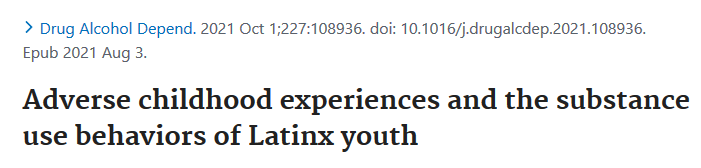 Drug Alcohol Depend. 2021 Oct 1;227:108936. doi: 10.1016/j.drugalcdep.2021.108936.
Epub 2021 Aug 3.
Adverse childhood experiences and the substance
use behaviors of Latinx youth